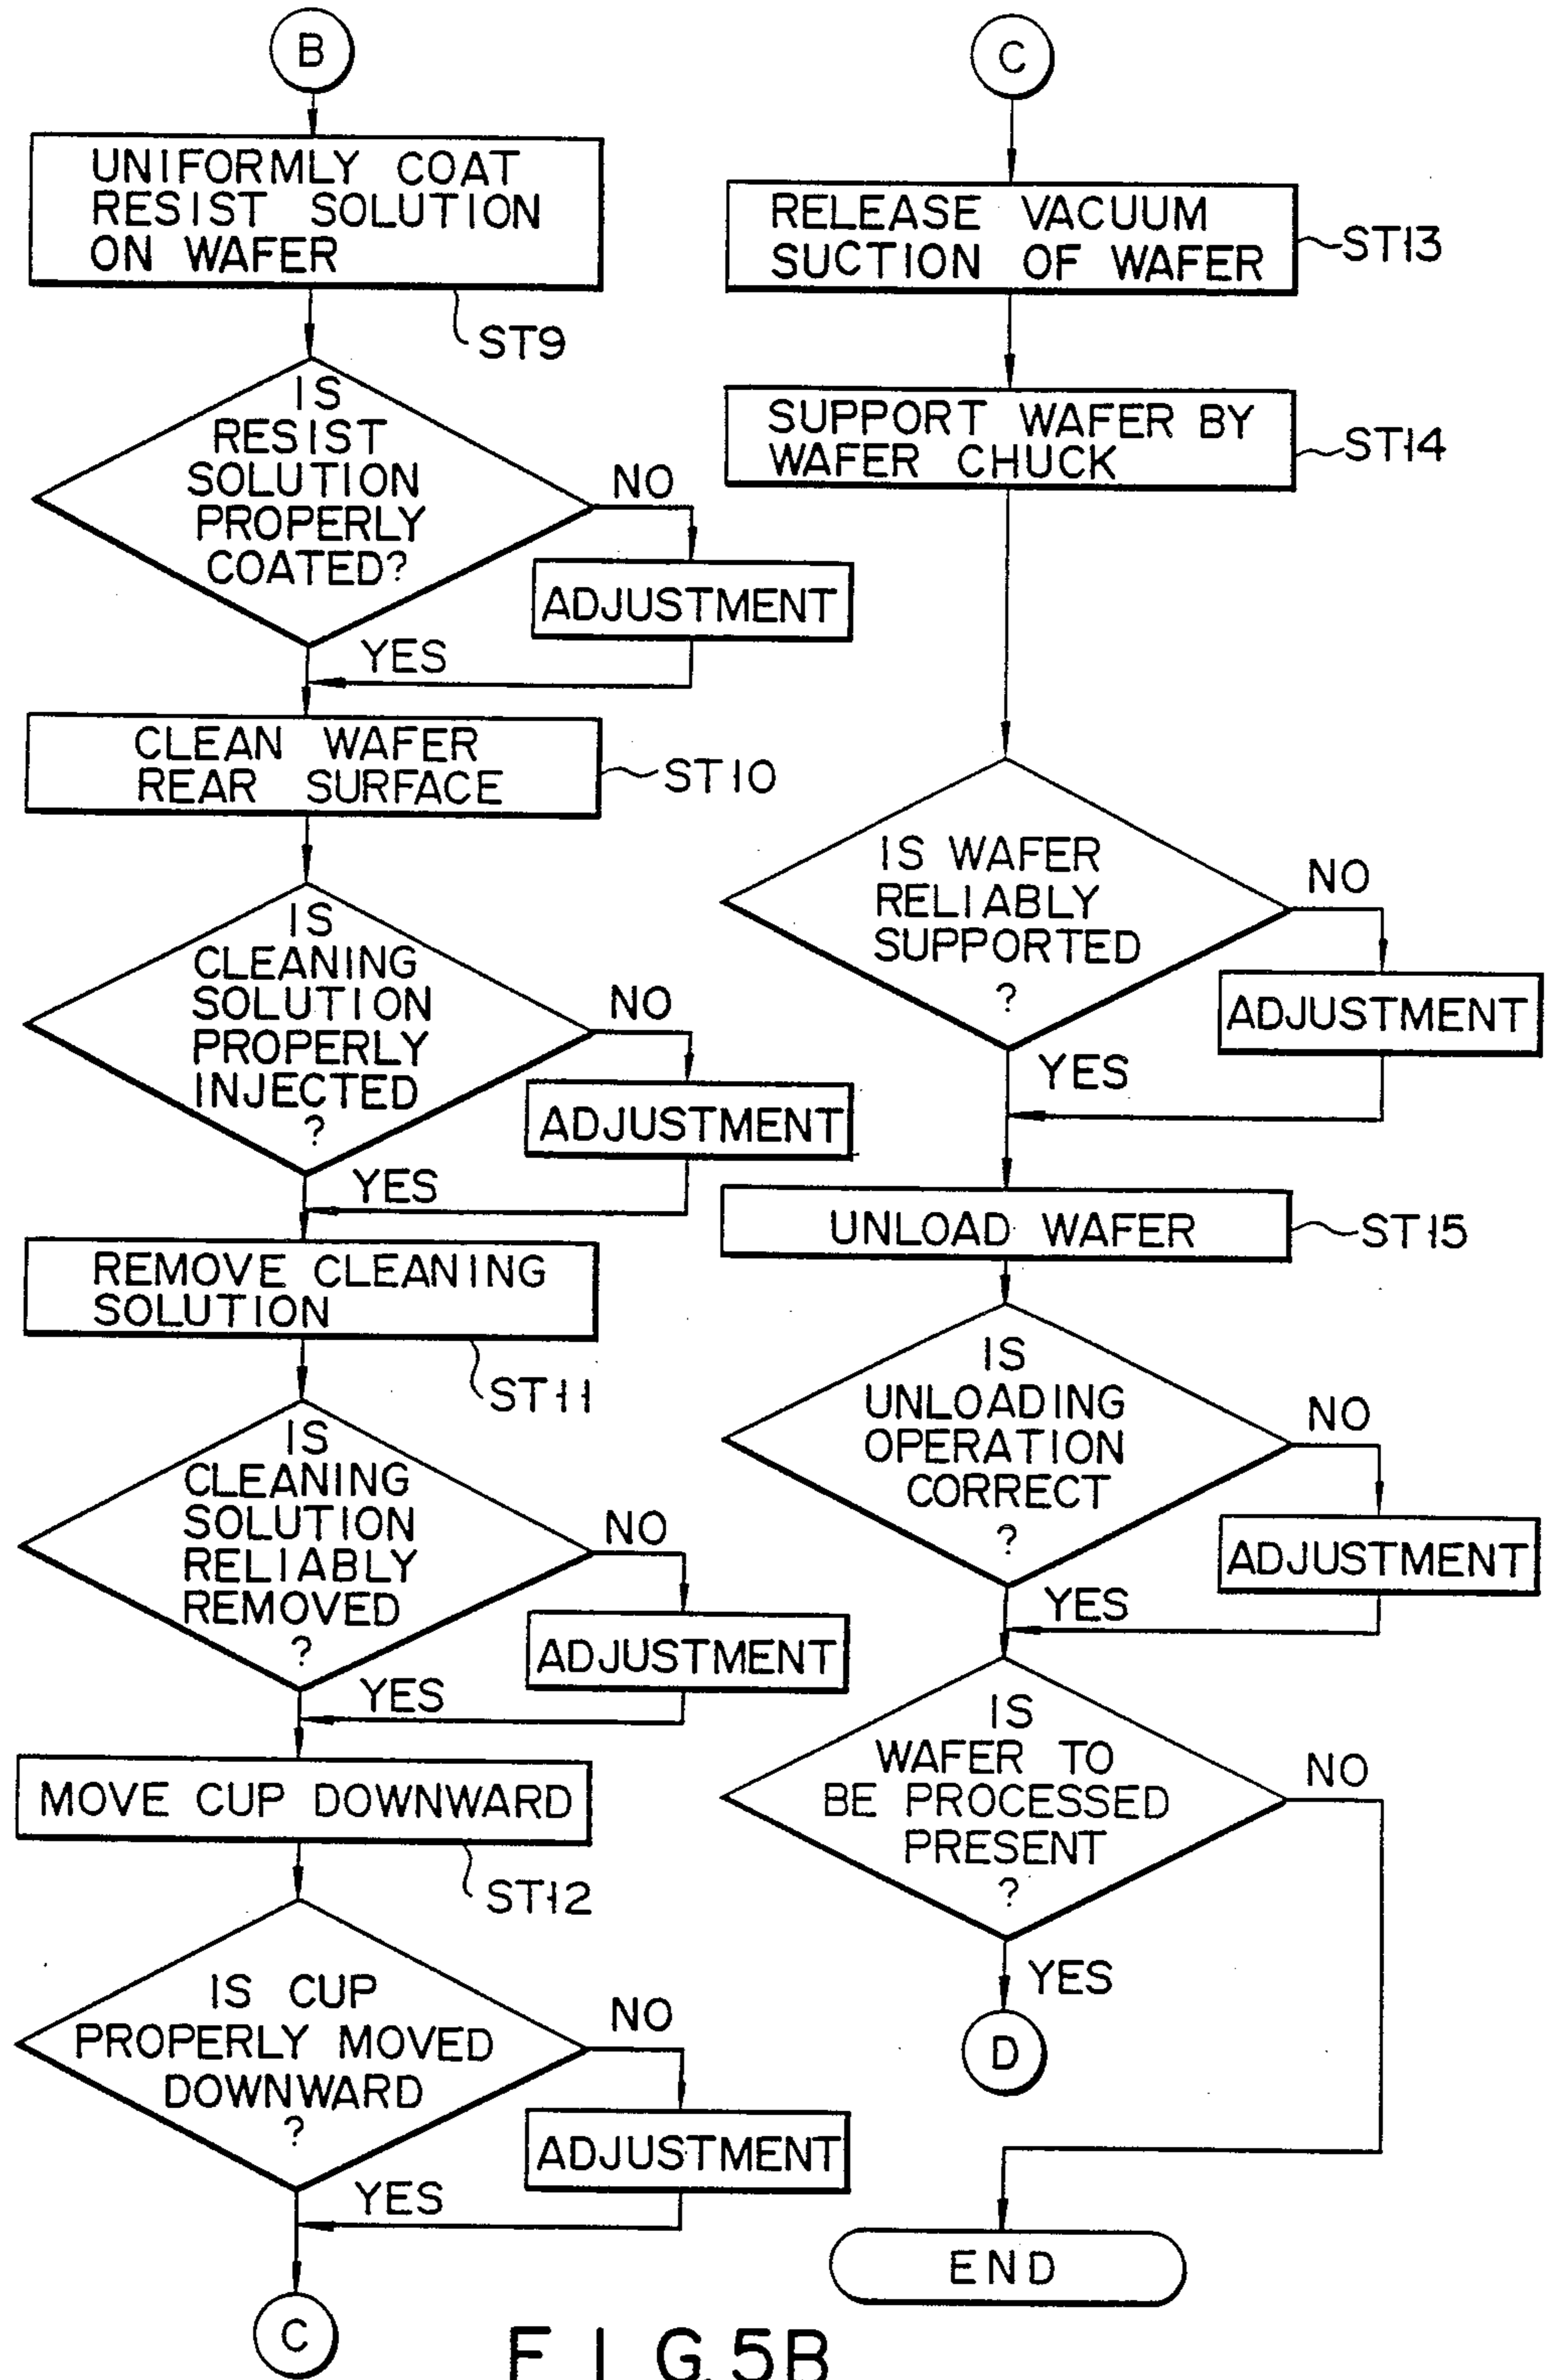 B
UNIFORMLY COAT
RESIST SOLUTION
ON WAFER
ST9
IS
RESIST
SOLUTION
PROPERLY
COATED?
NO
ADJUSTMENT
YES
CLEAN WAFER
REAR SURFACE
ST10
IS
CLEANING
SOLUTION
PROPERLY
INJECTED
?
NO
ADJUSTMENT
YES
REMOVE CLEANING
SOLUTION
ST11
IS
CLEANING
SOLUTION
RELIABLY
REMOVED
?
NO
ADJUSTMENT
YES
MOVE CUP DOWNWARD
ST12
IS CUP
PROPERLY MOVED
DOWNWARD
?
NO
ADJUSTMENT
YES
C
C
RELEASE VACUUM
SUCTION OF WAFER
ST13
SUPPORT WAFER BY
WAFER CHUCK
ST14
IS WAFER
RELIABLY
SUPPORTED
?
NO
ADJUSTMENT
YES
UNLOAD WAFER
ST15
IS
UNLOADING
OPERATION
CORRECT
?
NO
ADJUSTMENT
YES
IS
WAFER TO
BE PROCESSED
PRESENT
?
NO
YES
D
END
FIG. 5B